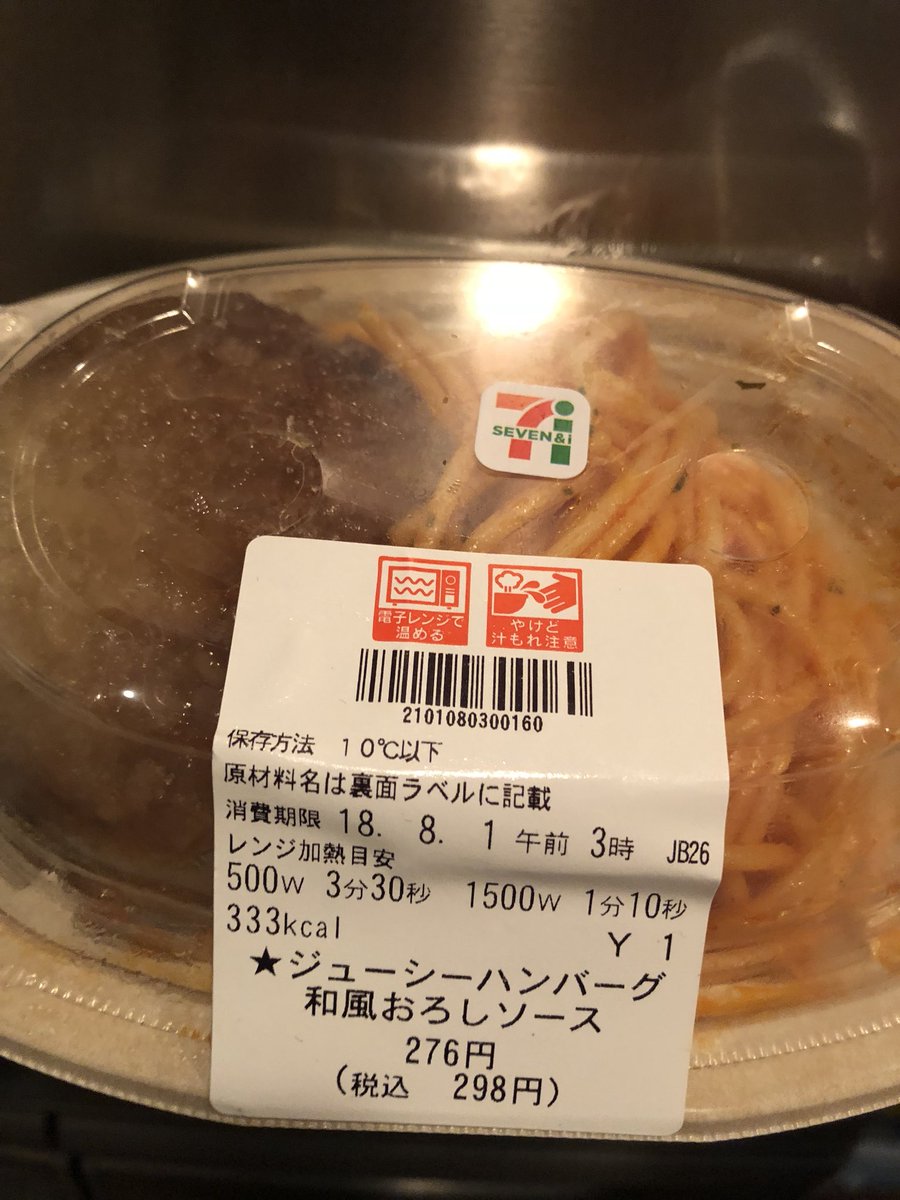 SEVEN&i
電子レンジで
温める
やけど
汁もれ注意
2101080300160
保存方法 10℃以下
原材料名は裏面ラベルに記載
消費期限 18. 8. 1 午前 3時 JB26
レンジ加熱目安
500W 3分30秒 1500W 1分10秒
333kcal
Y 1
★ジューシーハンバーグ
和風おろしソース
276円
(税込 298円)